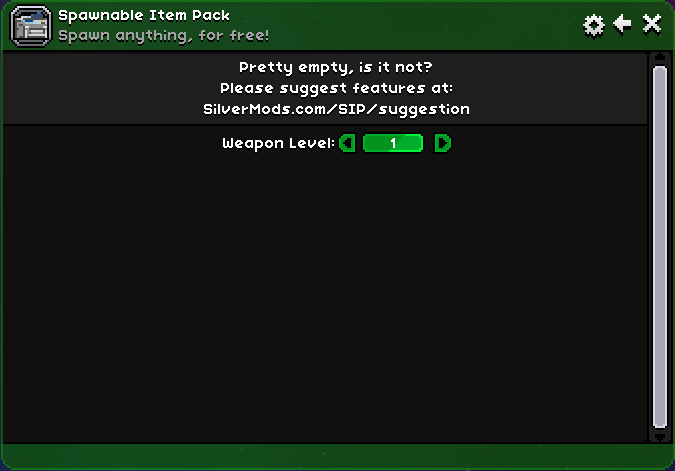 Spawnable Item Pack
Spawn anything, for free!
Pretty empty, is it not?
Please suggest features at:
SilverMods.com/SIP/suggestion
Weapon Level: 1